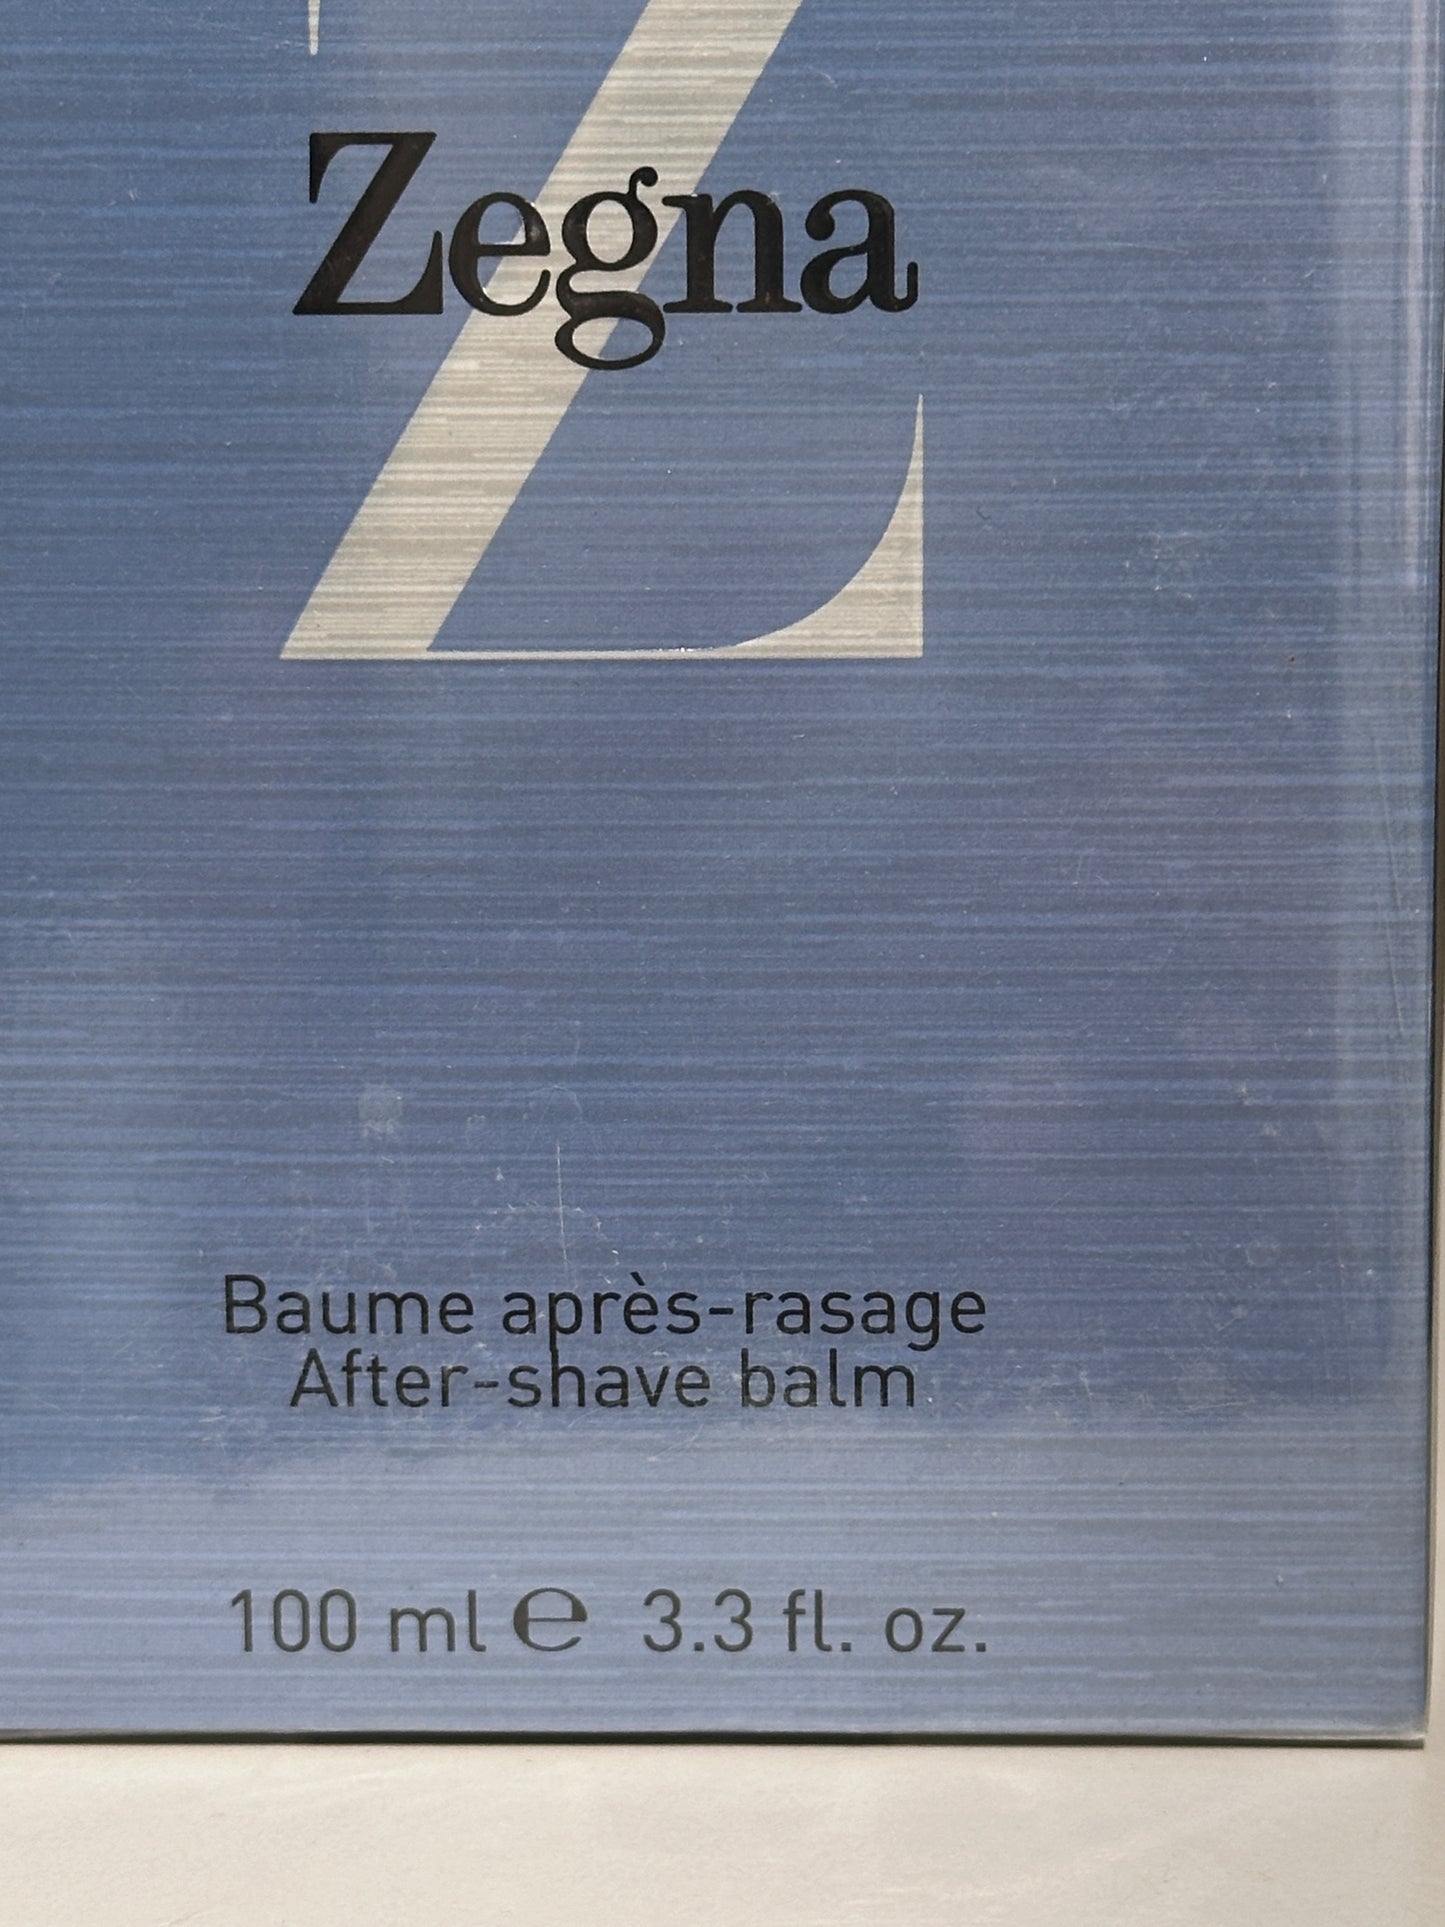 Z
Zegna
Baume après-rasage
After-shave balm
100 ml ℮ 3.3 fl. oz.